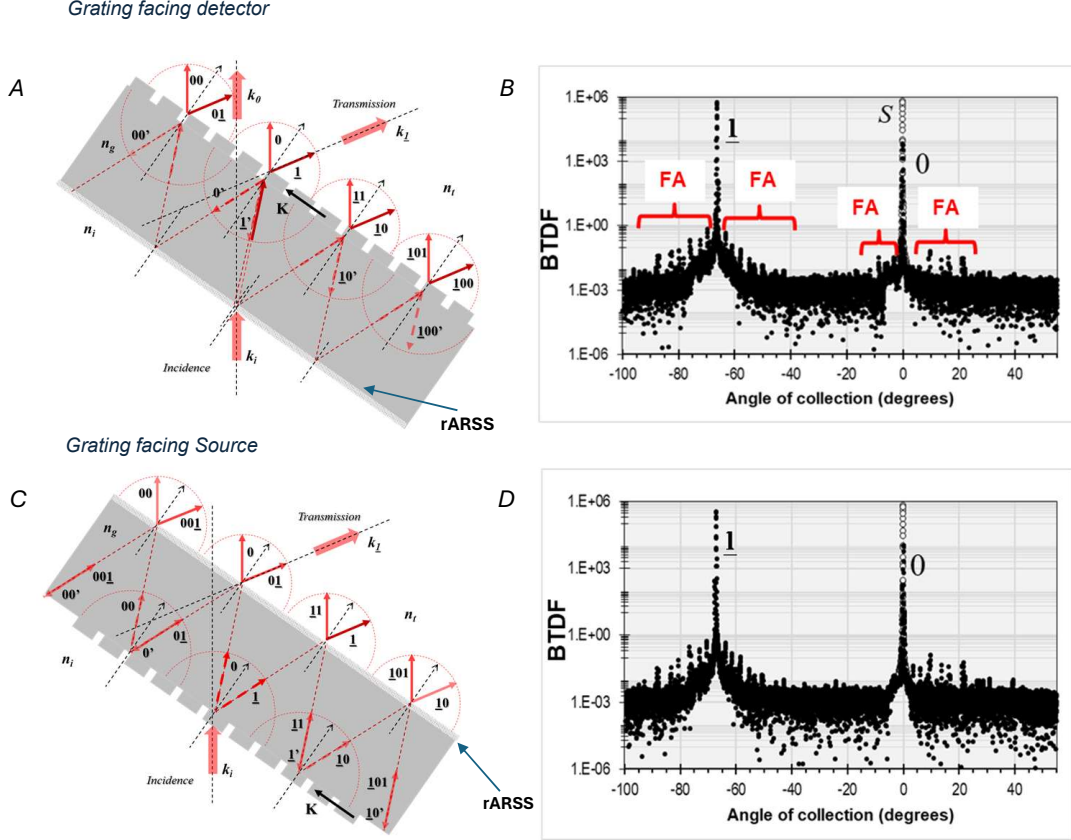 Grating facing detector
A
00
k0
01
Transmission
k1
00'
0
1
ng
0'
K
nt
1'
11
10
ni
101
10'
100
100'
Incidence
ki
rARSS
B
1.E+06
1.E+03
1.E+00
1.E-03
1.E-06
BTDF
S
1
0
FA
FA
FA
FA
-100 -80 -60 -40 -20 0 20 40
Angle of collection (degrees)
Grating facing Source
C
00
ng
001
Transmission
k1
0
001
00'
00
01
11
nt
01
1
ni
0'
0
101
1
10
11
1'
10
101
Incidence
ki
K
10'
rARSS
D
1.E+06
1.E+03
1.E+00
1.E-03
1.E-06
BTDF
1
0
-100 -80 -60 -40 -20 0 20 40
Angle of collection (degrees)